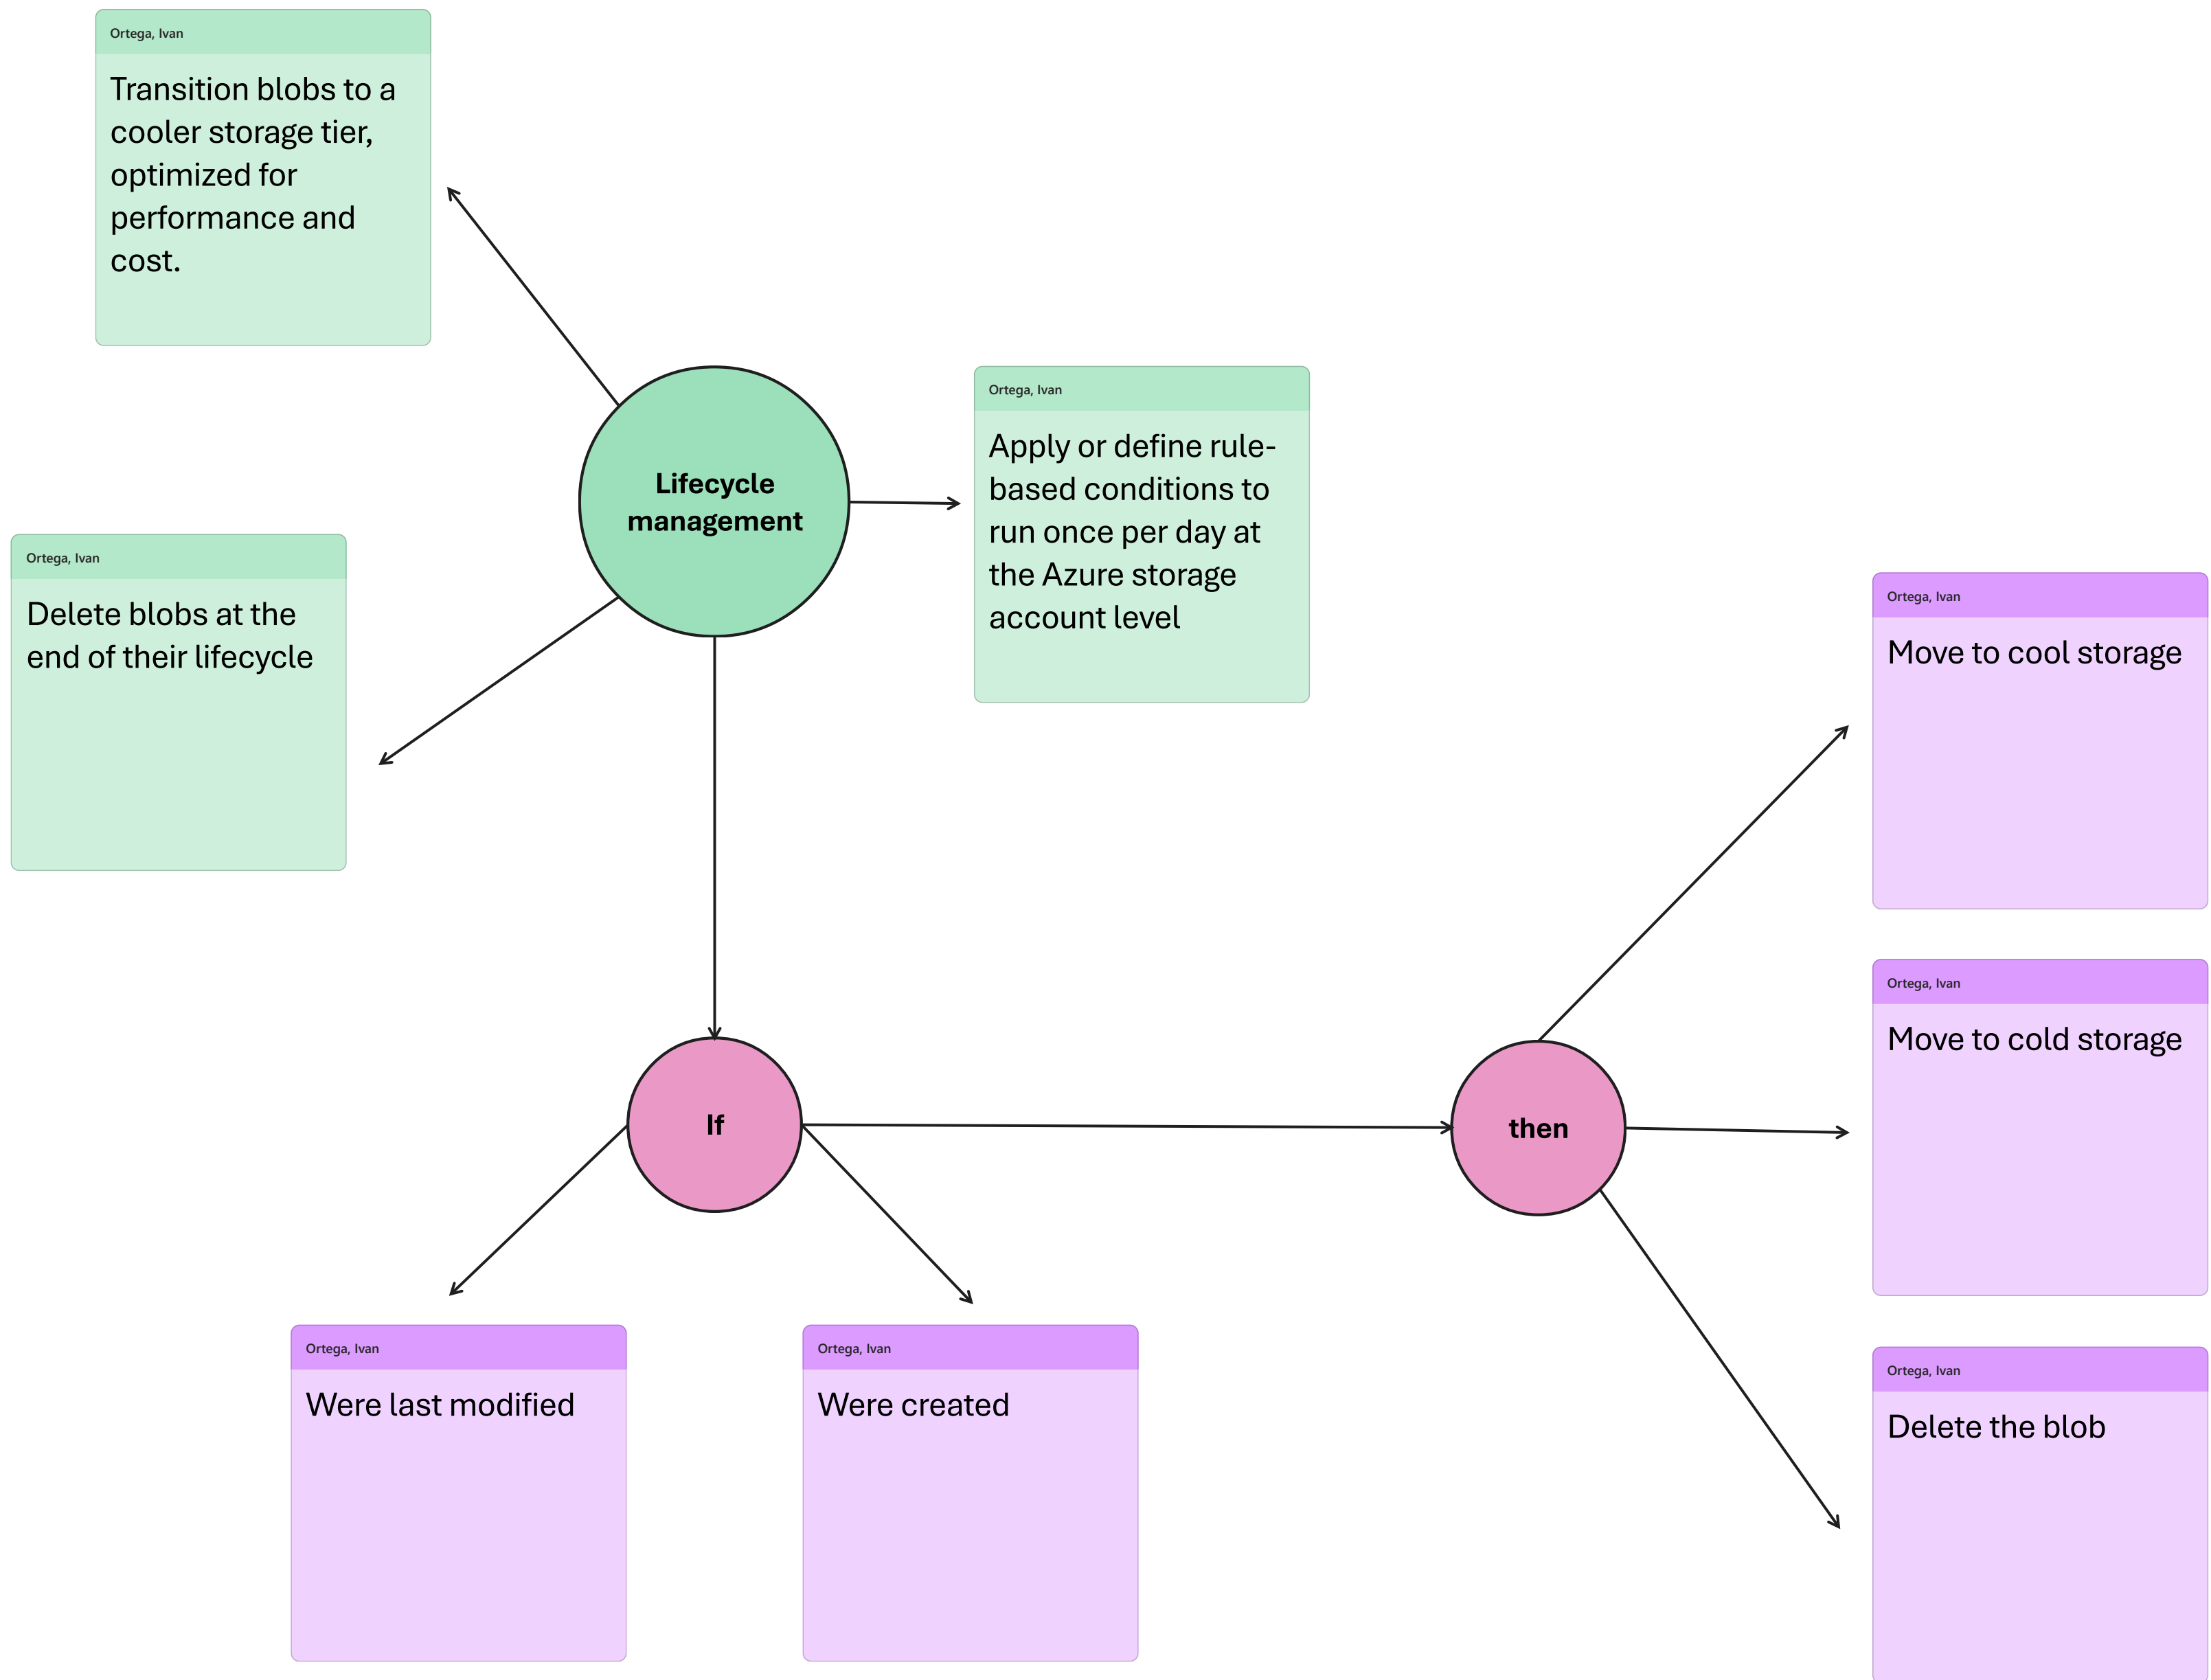 Ortega, Ivan
Transition blobs to a
cooler storage tier,
optimized for
performance and
cost.
Lifecycle
management
Ortega, Ivan
Apply or define rule-
based conditions to
run once per day at
the Azure storage
account level
Ortega, Ivan
Delete blobs at the
end of their lifecycle
Ortega, Ivan
Move to cool storage
Ortega, Ivan
Move to cold storage
If
then
Ortega, Ivan
Were last modified
Ortega, Ivan
Were created
Ortega, Ivan
Delete the blob